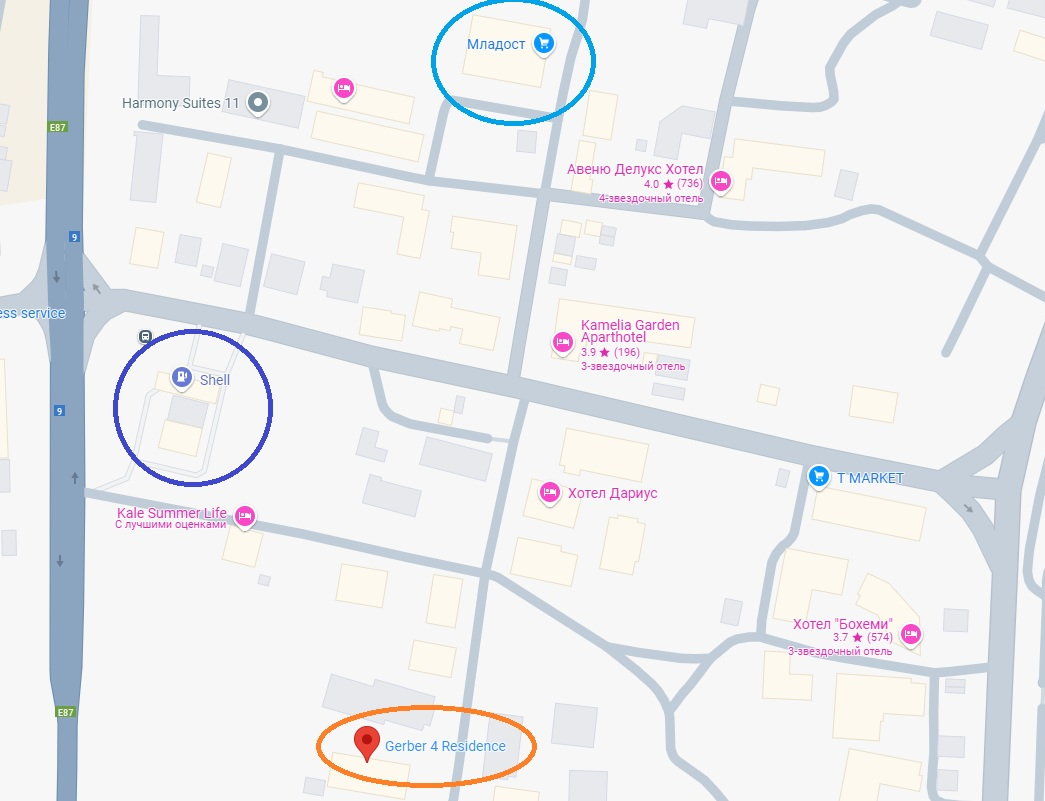 Младост
Harmony Suites 11
E87
Авеню Делукс Хотел
4.0 ★ (736)
4-звездочный отель
9
ess service
Kamelia Garden
Aparthotel
3.9 ★ (196)
3-звездочный отель
Shell
9
T MARKET
Хотел Дариус
Kale Summer Life
С лучшими оценками
Хотел "Бохеми"
3.7 ★ (574)
3-звездочный отель
E87
Gerber 4 Residence